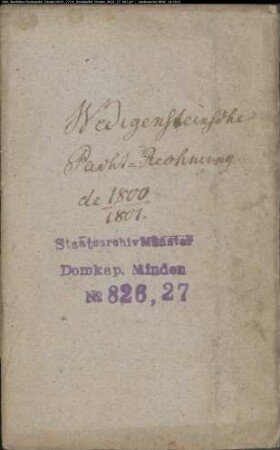 Wedigensteinsche
Pacht=Rechnung
de 1800
1801.
Staatsarchiv Münster
Domkap. Minden
№ 826, 27